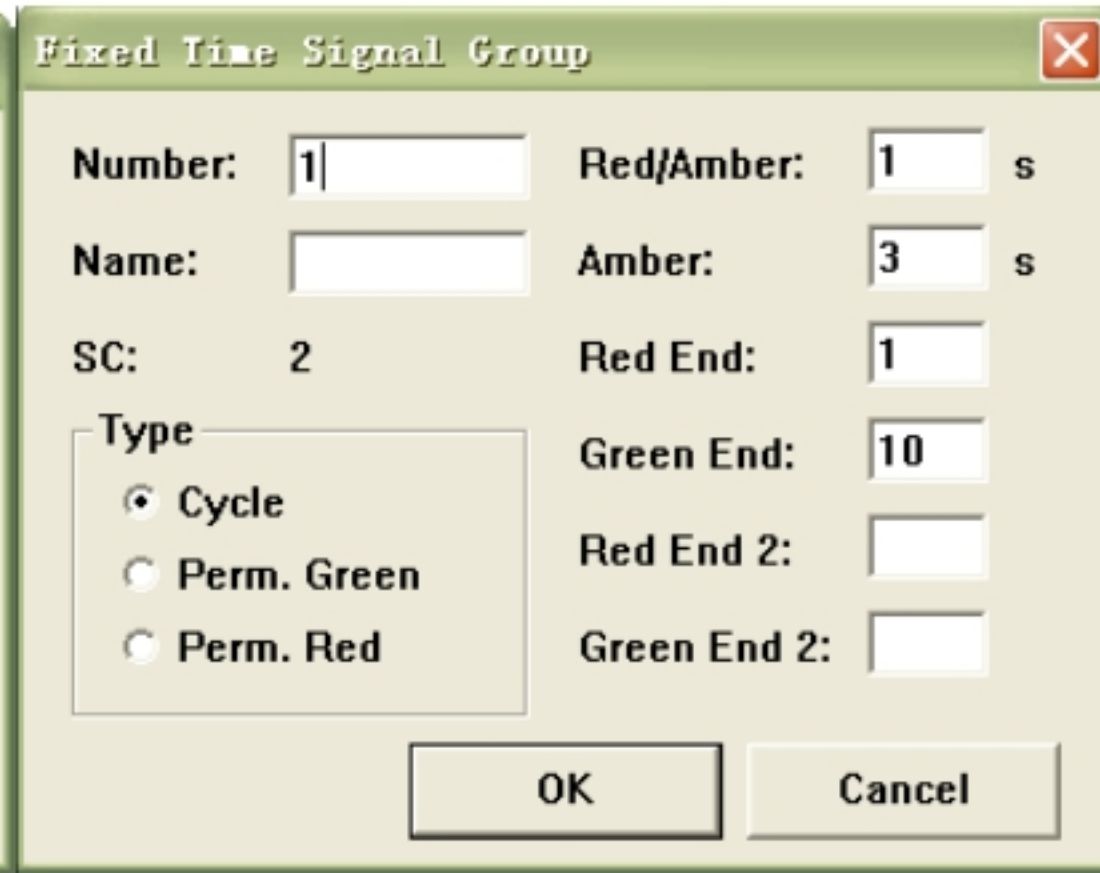 Fixed Time Signal Group
Number: 1
Red/Amber: 1 s
Name:
Amber: 3 s
SC: 2
Red End: 1
Type
Green End: 10
Cycle
Red End 2:
Perm. Green
Perm. Red
Green End 2:
OK
Cancel